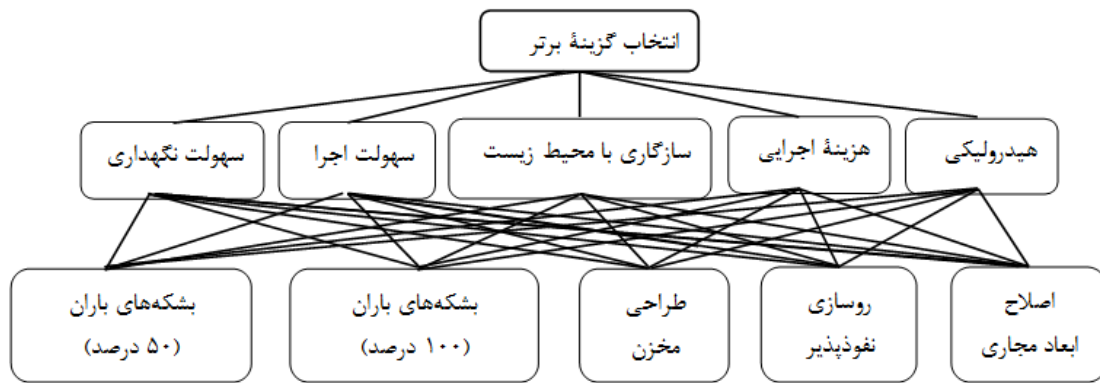 انتخاب گزینهٔ برتر
هیدرولیکی
هزینهٔ اجرایی
سازگاری با محیط زیست
سهولت اجرا
سهولت نگهداری
اصلاح
ابعاد مجاری
روسازی
نفوذپذیر
طراحی
مخزن
بشکه‌های باران
(۱۰۰ درصد)
بشکه‌های باران
(۵۰ درصد)